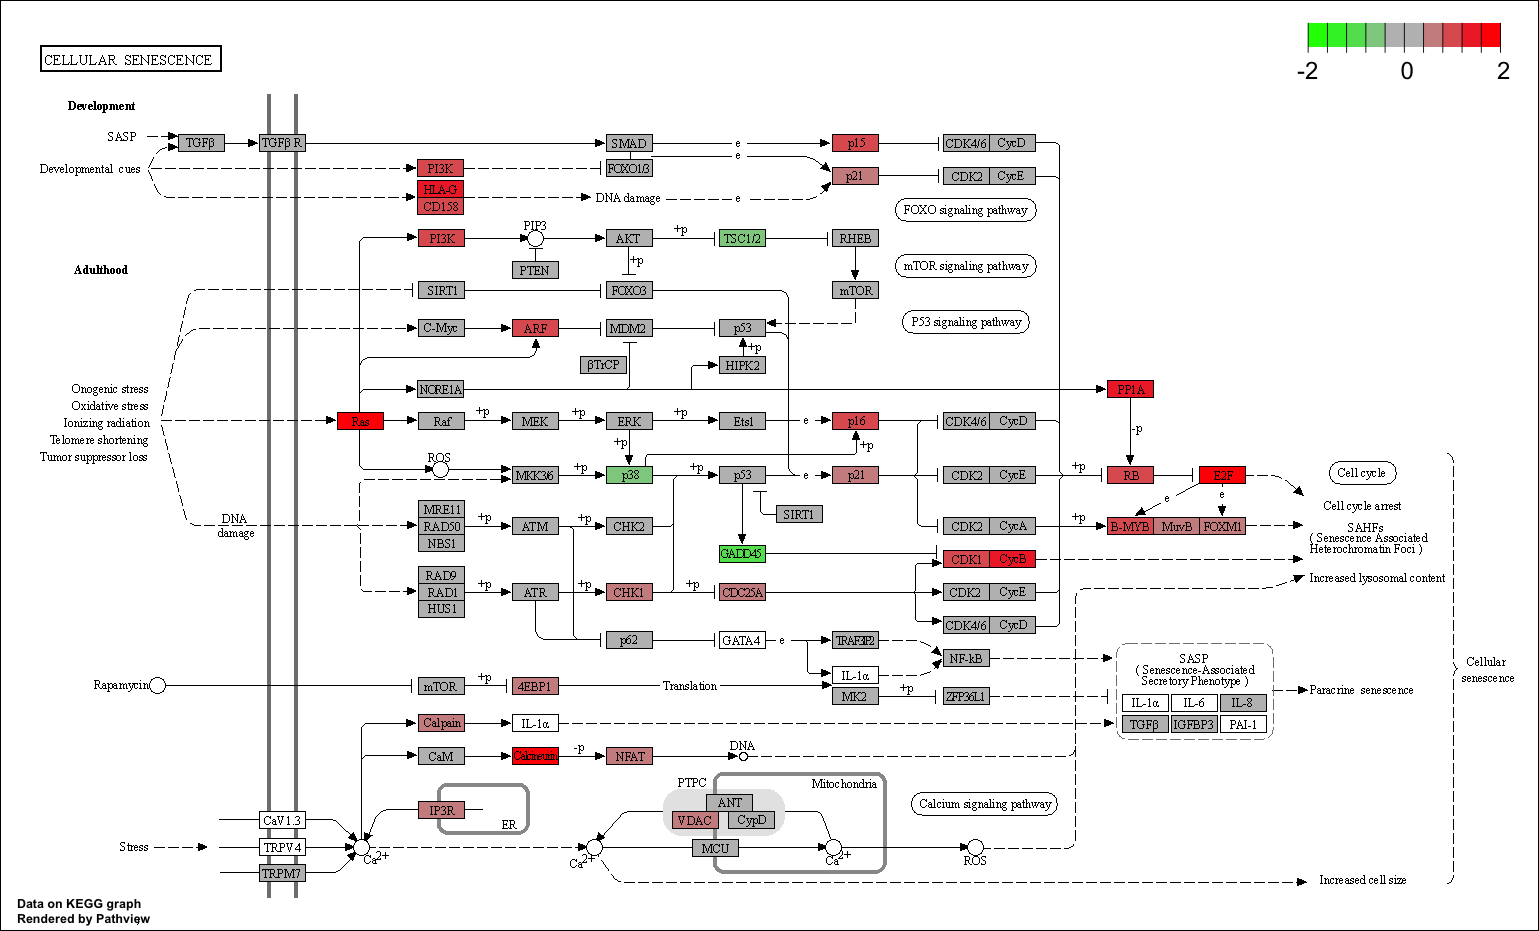 CELLULAR SENESCENCE
-2 0 2
Development
SASP
TGFβ
TGFβ R
SMAD
e
p15
CDK4/6 CycD
Developmental cues
PI3K
FOXO1/3
e
p21
CDK2 CycE
HLA-G
CD158
DNA damage
e
FOXO signaling pathway
PI3K
PIP3
AKT
+p
TSC1/2
RHEB
PTEN
+p
mTOR signaling pathway
Adulthood
SIRT1
FOXO3
mTOR
C-Myc
ARF
MDM2
p53
P53 signaling pathway
+p
βTrCP
HIPK2
Onogenic stress
Oxidative stress
Ionizing radiation
Telomere shortening
Tumor suppressor loss
NORE1A
PP1A
Ras
Raf
+p
MEK
+p
ERK
+p
Ets1
e
p16
CDK4/6 CycD
-p
+p
+p
ROS
MKK3/6
+p
p38
+p
p53
e
p21
CDK2 CycE
+p
RB
E2F
Cell cycle
e
e
Cell cycle arrest
DNA
damage
MRE11
RAD50
NBS1
+p
ATM
+p
CHK2
SIRT1
CDK2 CycA
+p
B-MYB MuvB FOXM1
SAHFs
( Senescence Associated
Heterochromatin Foci )
GADD45
CDK1 CycB
RAD9
RAD1
HUS1
+p
ATR
+p
CHK1
+p
CDC25A
CDK2 CycE
Increased lysosomal content
CDK4/6 CycD
p62
GATA4
e
TRAF3IP2
IL-1α
NF-kB
SASP
( Senescence-Associated
Secretory Phenotype )
Cellular
senescence
Rapamycin
mTOR
+p
4EBP1
Translation
MK2
+p
ZFP36L1
IL-1α IL-6 IL-8
TGFβ IGFBP3 PAI-1
Paracrine senescence
Calpain
IL-1α
CaM
Calcineurin
-p
NFAT
DNA
PTPC
Mitochondria
ANT
VDAC
CypD
MCU
Calcium signaling pathway
IP3R
ER
CaV1.3
TRPV4
TRPM7
Stress
Ca2+
Ca2+
Ca2+
ROS
Increased cell size
Data on KEGG graph
Rendered by Pathview